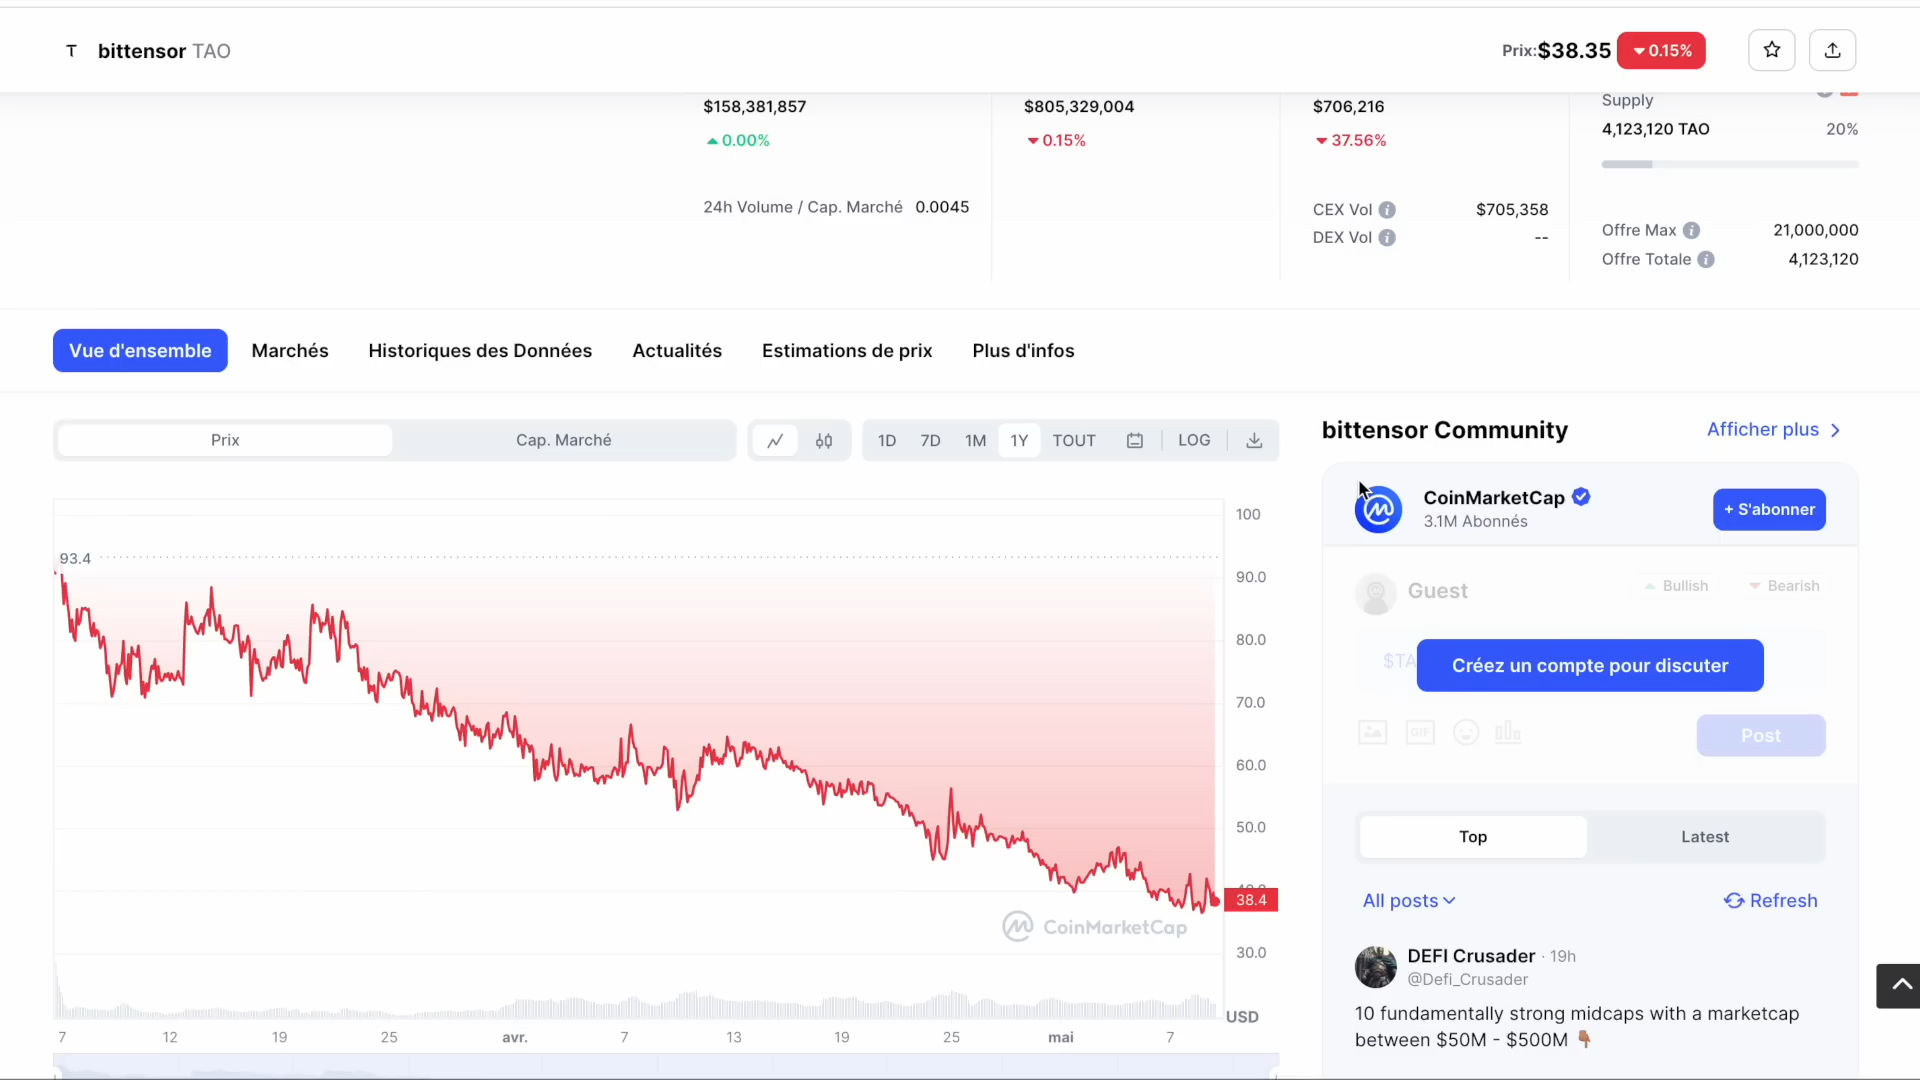 T bittensor TAO
Prix:$38.35 0.15%
$158,381,857
0.00%
24h Volume / Cap. Marché 0.0045
$805,329,004
0.15%
$706,216
37.56%
CEX Vol $705,358
DEX Vol --
Supply
4,123,120 TAO 20%
Offre Max 21,000,000
Offre Totale 4,123,120
Vue d'ensemble Marchés Historiques des Données Actualités Estimations de prix Plus d'infos
Prix Cap. Marché 1D 7D 1M 1Y TOUT LOG
93.4
100
90.0
80.0
70.0
60.0
50.0
40.0
38.4
30.0
CoinMarketCap
USD
7 12 19 25 avr. 7 13 19 25 mai 7
bittensor Community Afficher plus
CoinMarketCap
3.1M Abonnés
+ S'abonner
Guest Bullish Bearish
$TA
Créez un compte pour discuter
GIF
Post
Top Latest
All posts Refresh
DEFI Crusader · 19h
@Defi_Crusader
10 fundamentally strong midcaps with a marketcap
between $50M - $500M 👇🏾